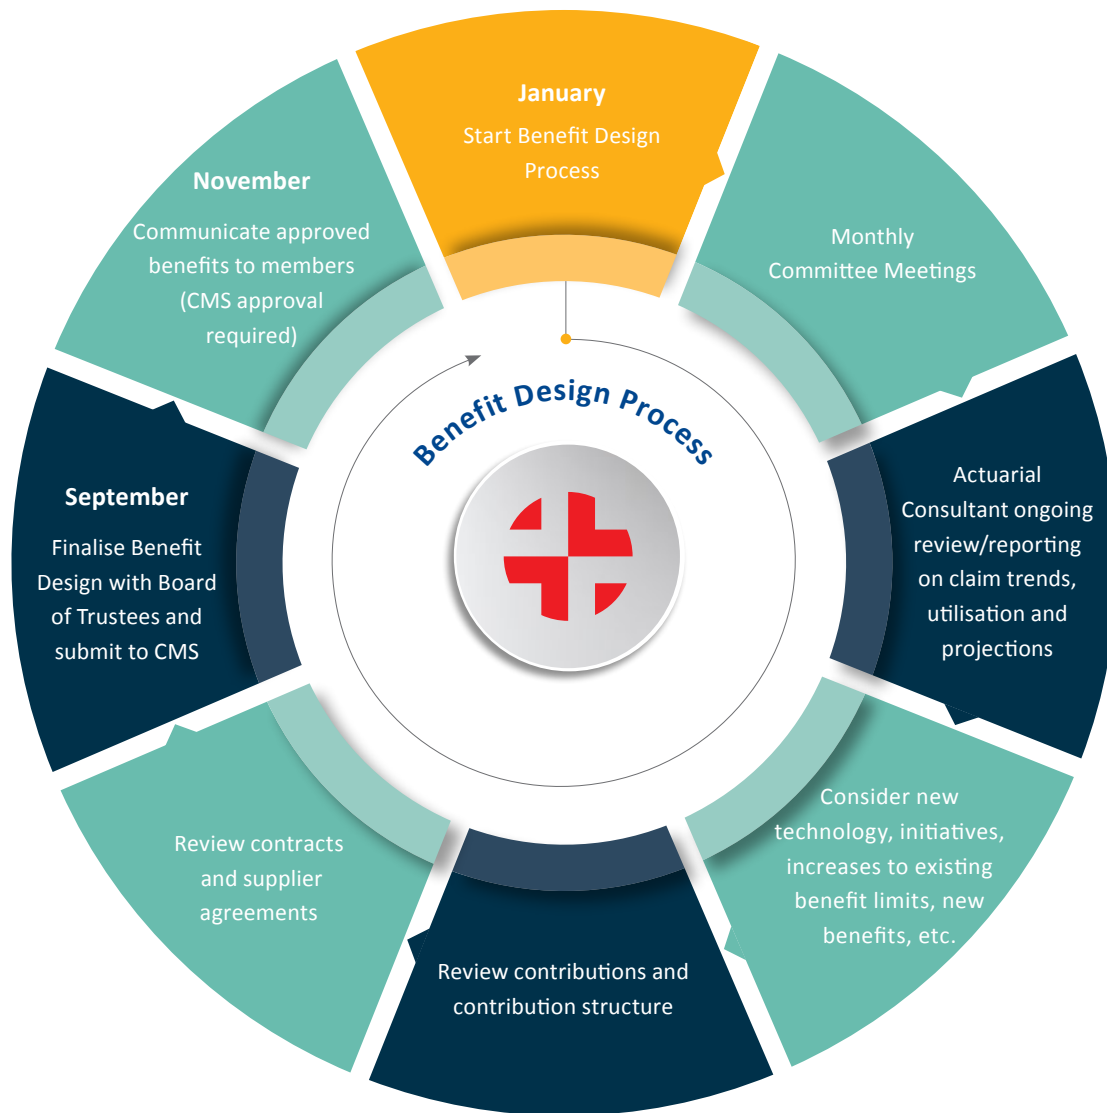 January
Start Benefit Design
Process
Monthly
Committee Meetings
Actuarial
Consultant ongoing
review/reporting
on claim trends,
utilisation and
projections
Consider new
technology, initiatives,
increases to existing
benefit limits, new
benefits, etc.
Review contributions and
contribution structure
Review contracts
and supplier
agreements
September
Finalise Benefit
Design with Board
of Trustees and
submit to CMS
November
Communicate approved
benefits to members
(CMS approval
required)
Benefit Design Process